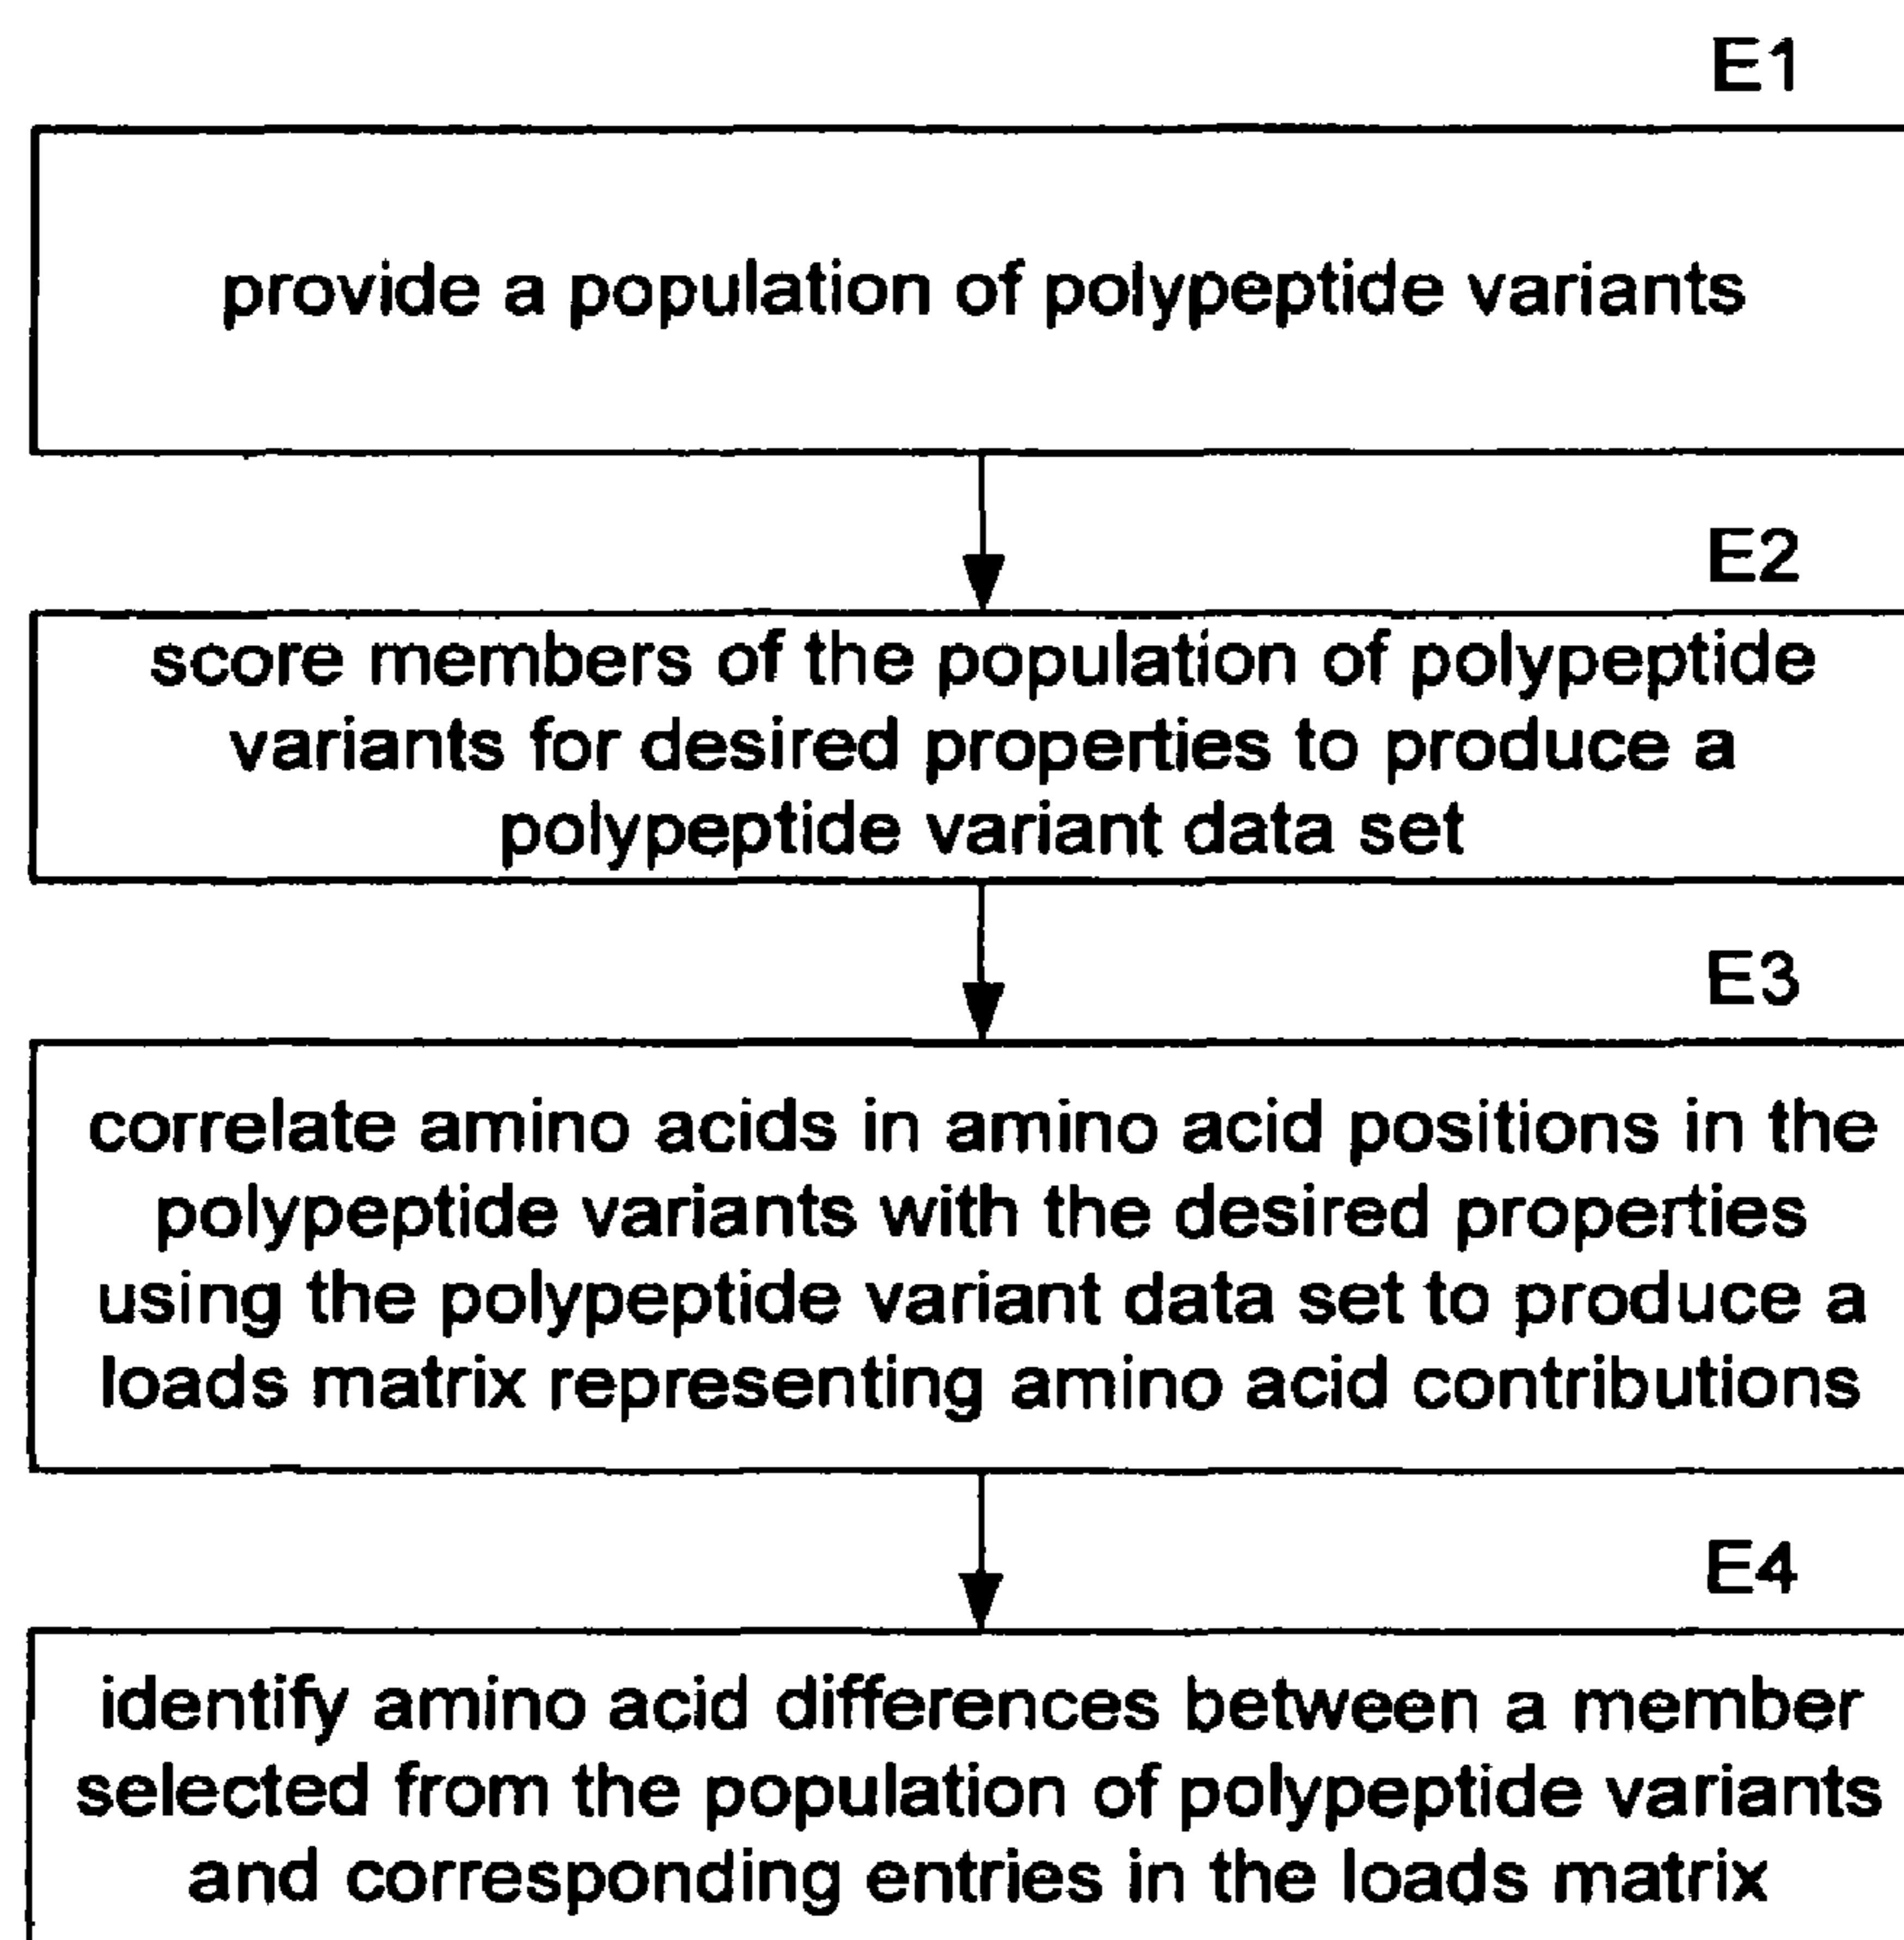 E1
provide a population of polypeptide variants
E2
score members of the population of polypeptide
variants for desired properties to produce a
polypeptide variant data set
E3
correlate amino acids in amino acid positions in the
polypeptide variants with the desired properties
using the polypeptide variant data set to produce a
loads matrix representing amino acid contributions
E4
identify amino acid differences between a member
selected from the population of polypeptide variants
and corresponding entries in the loads matrix